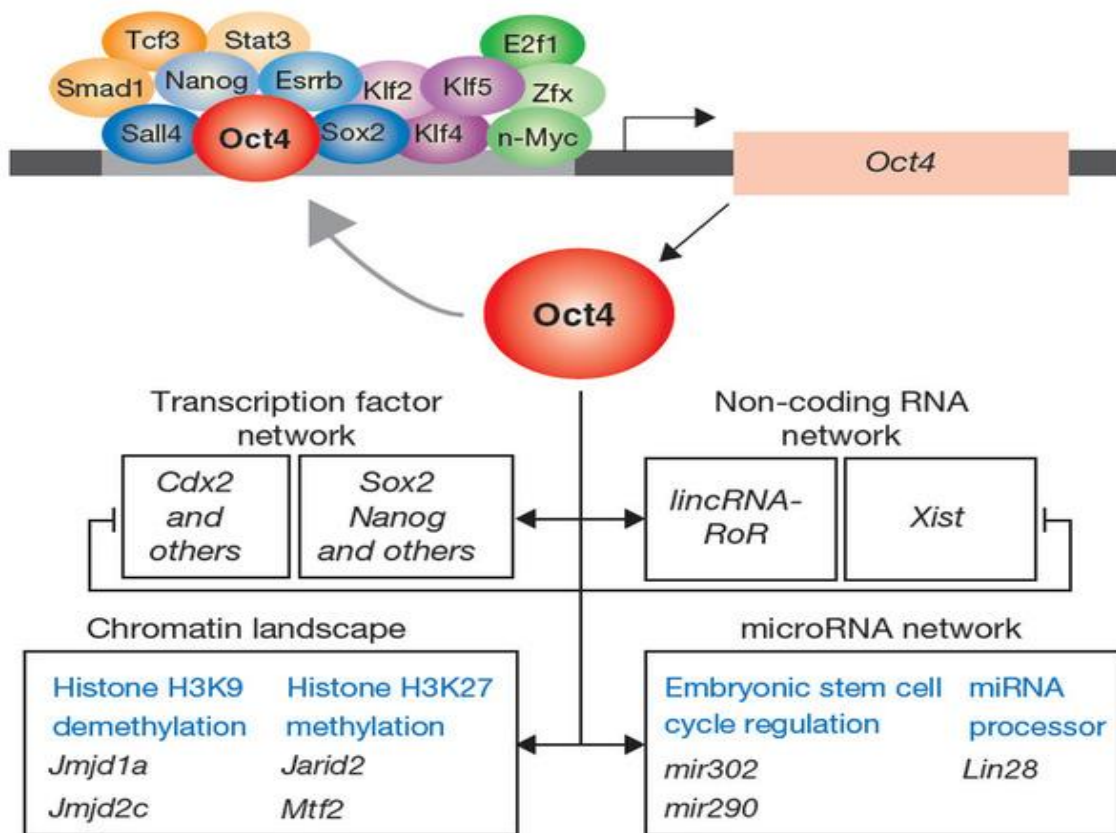 Tcf3
Stat3
E2f1
Smad1
Nanog
Esrrb
Klf2
Klf5
Zfx
Sall4
Oct4
Sox2
Klf4
n-Myc
Oct4
Oct4
Transcription factor
network
Non-coding RNA
network
Cdx2
and
others
Sox2
Nanog
and others
lincRNA-
RoR
Xist
Chromatin landscape
microRNA network
Histone H3K9
demethylation
Jmjd1a
Jmjd2c
Histone H3K27
methylation
Jarid2
Mtf2
Embryonic stem cell
cycle regulation
mir302
mir290
miRNA
processor
Lin28